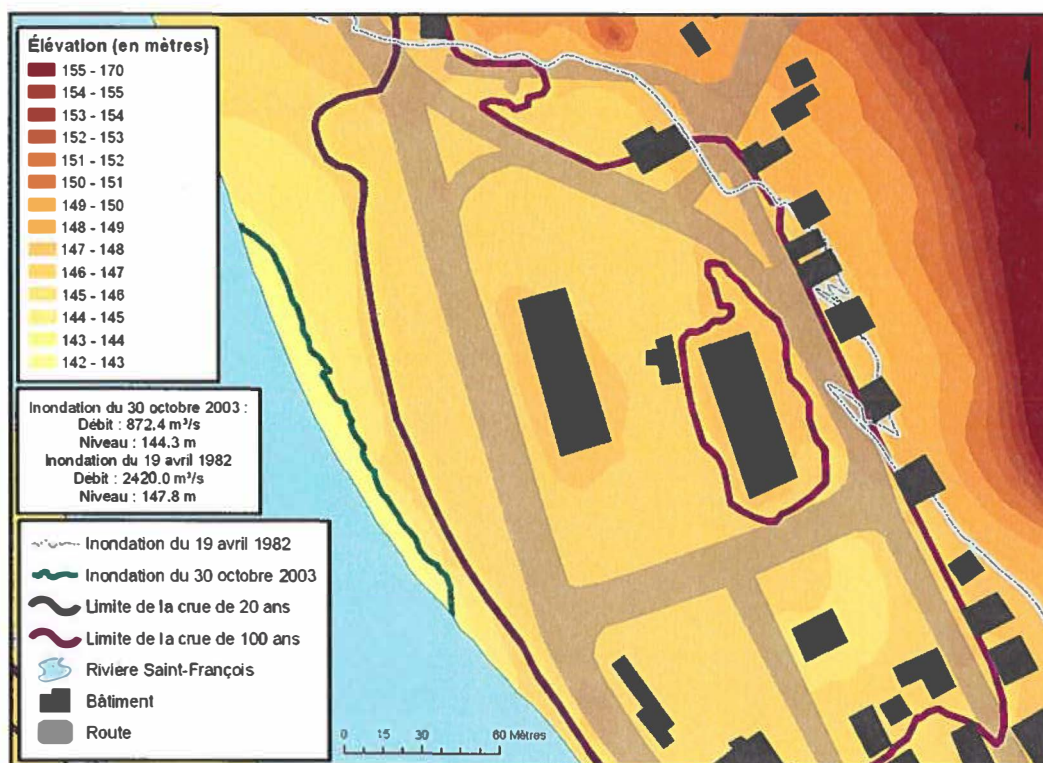 Élévation (en mètres)
155 - 170
154 - 155
153 - 154
152 - 153
151 - 152
150 - 151
149 - 150
148 - 149
147 - 148
146 - 147
145 - 146
144 - 145
143 - 144
142 - 143
Inondation du 30 octobre 2003 :
Débit : 872.4 m³/s
Niveau : 144.3 m
Inondation du 19 avril 1982
Débit : 2420.0 m³/s
Niveau : 147.8 m
Inondation du 19 avril 1982
Inondation du 30 octobre 2003
Limite de la crue de 20 ans
Limite de la crue de 100 ans
Rivière Saint-François
Bâtiment
Route
0 15 30 60 Mètres